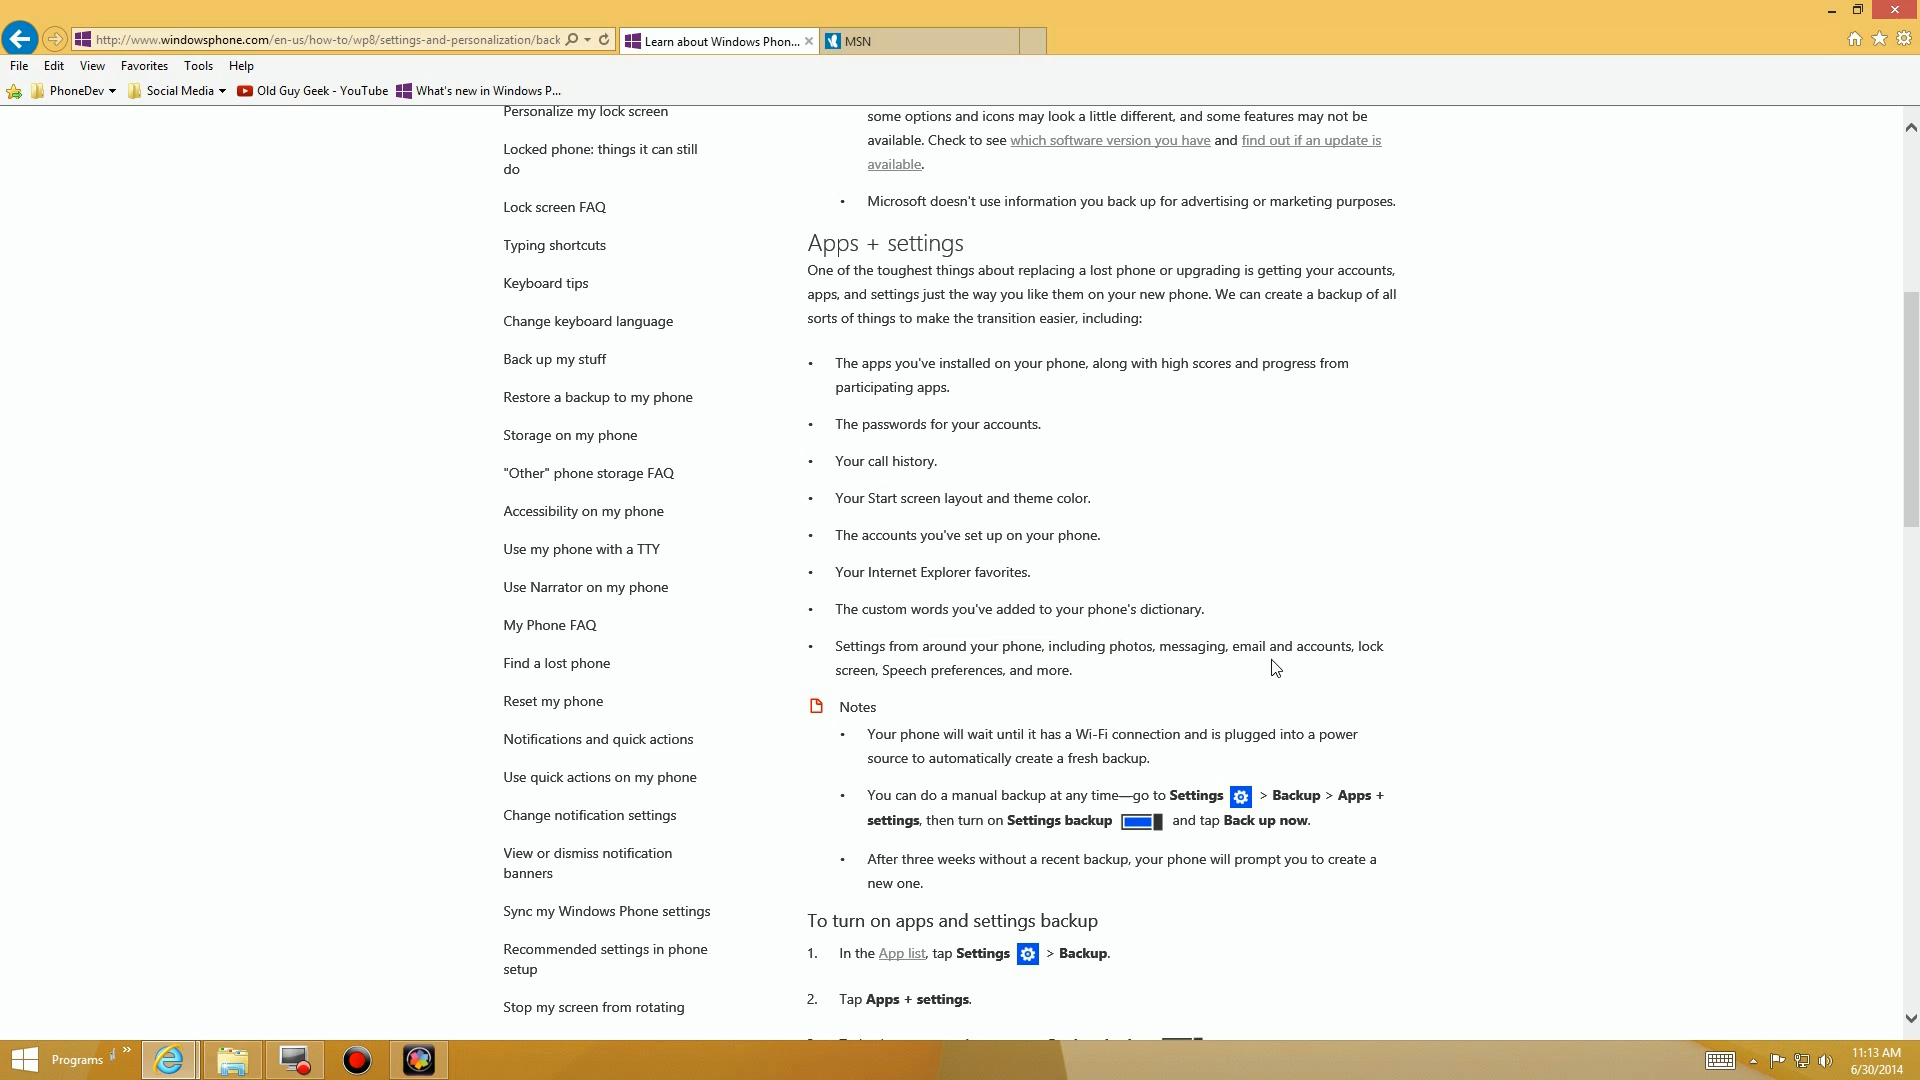 http://www.windowsphone.com/en-us/how-to/wp8/settings-and-personalization/back
Learn about Windows Phon...
MSN
File Edit View Favorites Tools Help
PhoneDev Social Media Old Guy Geek - YouTube What's new in Windows P...
Personalize my lock screen
Locked phone: things it can still
do
Lock screen FAQ
Typing shortcuts
Keyboard tips
Change keyboard language
Back up my stuff
Restore a backup to my phone
Storage on my phone
"Other" phone storage FAQ
Accessibility on my phone
Use my phone with a TTY
Use Narrator on my phone
My Phone FAQ
Find a lost phone
Reset my phone
Notifications and quick actions
Use quick actions on my phone
Change notification settings
View or dismiss notification
banners
Sync my Windows Phone settings
Recommended settings in phone
setup
Stop my screen from rotating
some options and icons may look a little different, and some features may not be
available. Check to see which software version you have and find out if an update is
available.
• Microsoft doesn't use information you back up for advertising or marketing purposes.
Apps + settings
One of the toughest things about replacing a lost phone or upgrading is getting your accounts,
apps, and settings just the way you like them on your new phone. We can create a backup of all
sorts of things to make the transition easier, including:
• The apps you've installed on your phone, along with high scores and progress from
participating apps.
• The passwords for your accounts.
• Your call history.
• Your Start screen layout and theme color.
• The accounts you've set up on your phone.
• Your Internet Explorer favorites.
• The custom words you've added to your phone's dictionary.
• Settings from around your phone, including photos, messaging, email and accounts, lock
screen, Speech preferences, and more.
Notes
• Your phone will wait until it has a Wi-Fi connection and is plugged into a power
source to automatically create a fresh backup.
• You can do a manual backup at any time—go to Settings > Backup > Apps +
settings, then turn on Settings backup and tap Back up now.
• After three weeks without a recent backup, your phone will prompt you to create a
new one.
To turn on apps and settings backup
1. In the App list, tap Settings > Backup.
2. Tap Apps + settings.
Programs
11:13 AM
6/30/2014